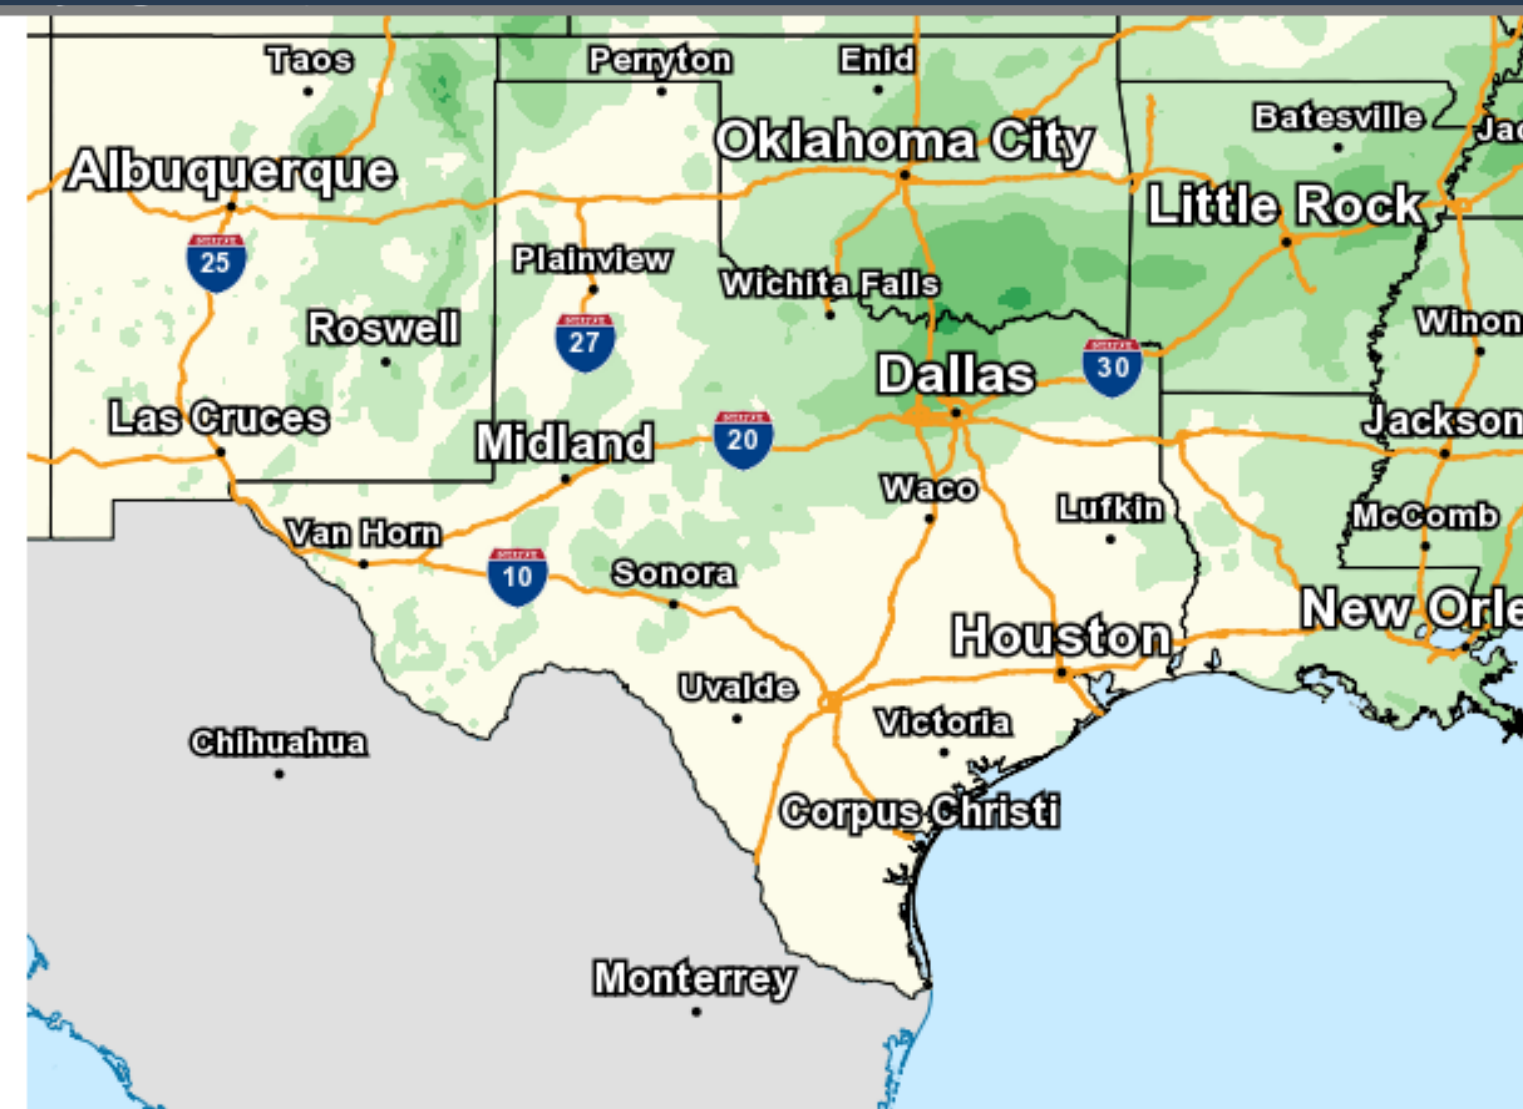 Taos
Perryton
Enid
Batesville
Oklahoma City
Jac
Albuquerque
Little Rock
25
Plainview
Wichita Falls
Roswell
27
Winon
30
Dallas
Las Cruces
Midland
20
Jackson
Waco
Lufkin
McComb
Van Horn
10
Sonora
New Orle
Houston
Uvalde
Victoria
Chihuahua
Corpus Christi
Monterrey